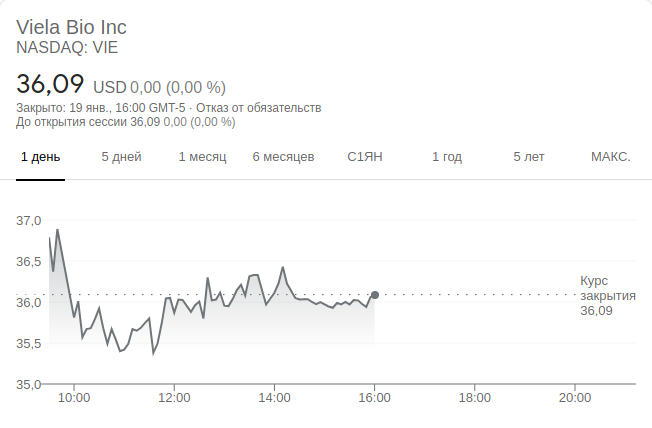 Viela Bio Inc
NASDAQ: VIE
36,09 USD 0,00 (0,00 %)
Закрыто: 19 янв., 16:00 GMT-5 · Отказ от обязательств
До открытия сессии 36,09 0,00 (0,00 %)
1 день 5 дней 1 месяц 6 месяцев С1ЯН 1 год 5 лет МАКС.
37,0
36,5
Курс
закрытия
36,09
36,0
35,5
35,0
10:00 12:00 14:00 16:00 18:00 20:00